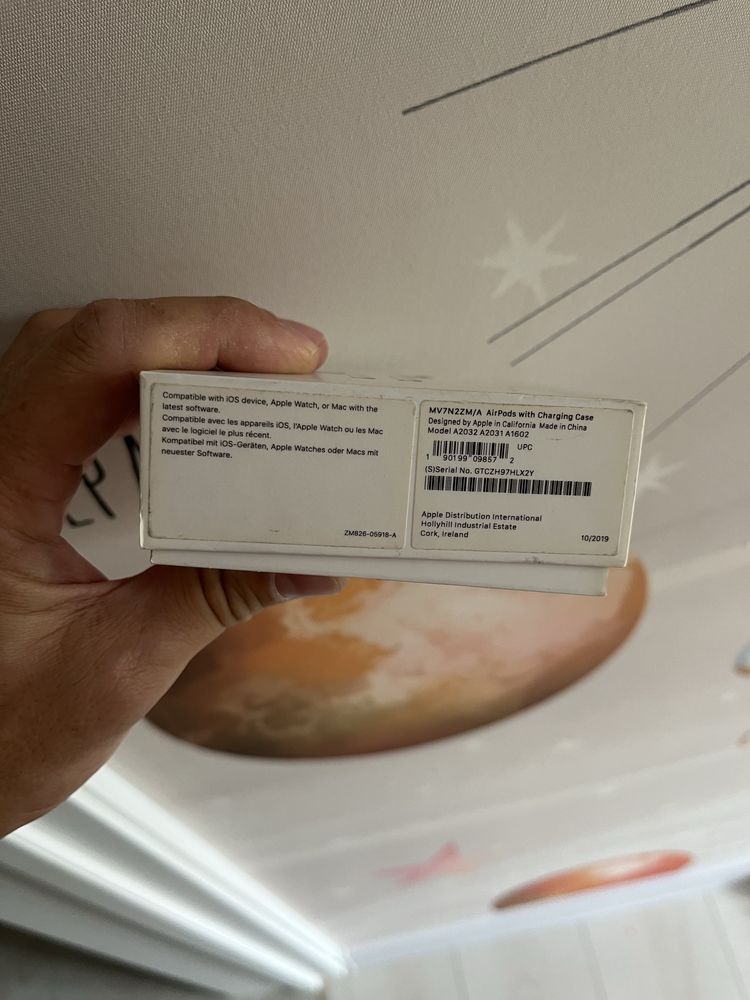 Compatible with iOS device, Apple Watch, or Mac with the
latest software.
Compatible avec les appareils iOS, l'Apple Watch ou les Mac
avec le logiciel le plus récent.
Kompatibel mit iOS-Geräten, Apple Watches oder Macs mit
neuester Software.
ZM826-05918-A
MV7N2ZM/A AirPods with Charging Case
Designed by Apple in California Made in China
Model A2032 A2031 A1602
UPC
1 90199 09857 2
(S)Serial No. GTCZH97HLX2Y
Apple Distribution International
Hollyhill Industrial Estate
Cork, Ireland
10/2019